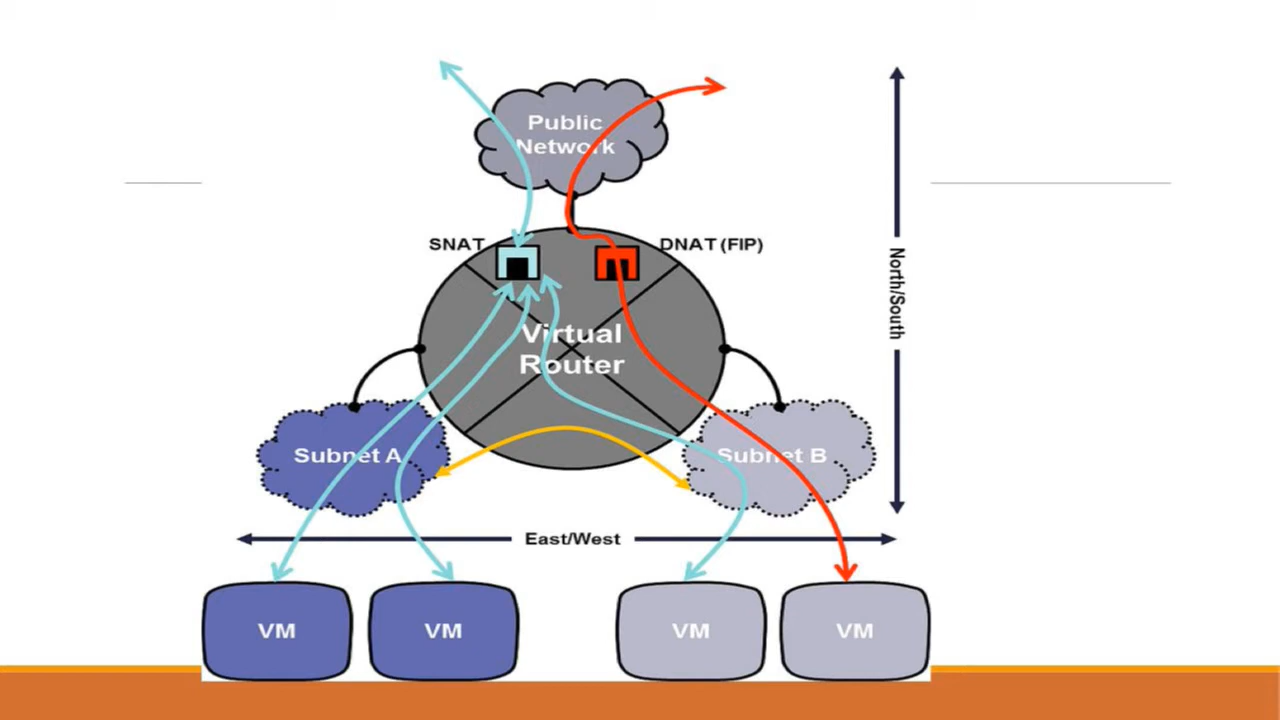 Public
Network
SNAT
DNAT (FIP)
Virtual
Router
North/South
Subnet A
Subnet B
East/West
VM
VM
VM
VM